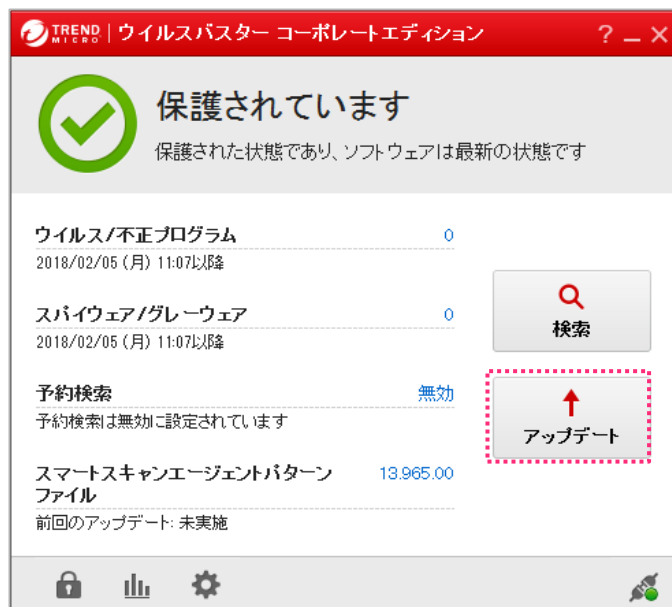 TREND MICRO | ウイルスバスター コーポレートエディション ? _ ×
保護されています
保護された状態であり、ソフトウェアは最新の状態です
ウイルス/不正プログラム 0
2018/02/05 (月) 11:07以降
スパイウェア/グレーウェア 0
2018/02/05 (月) 11:07以降
予約検索 無効
予約検索は無効に設定されています
スマートスキャンエージェントパターン 13.965.00
ファイル
前回のアップデート: 未実施
検索
アップデート